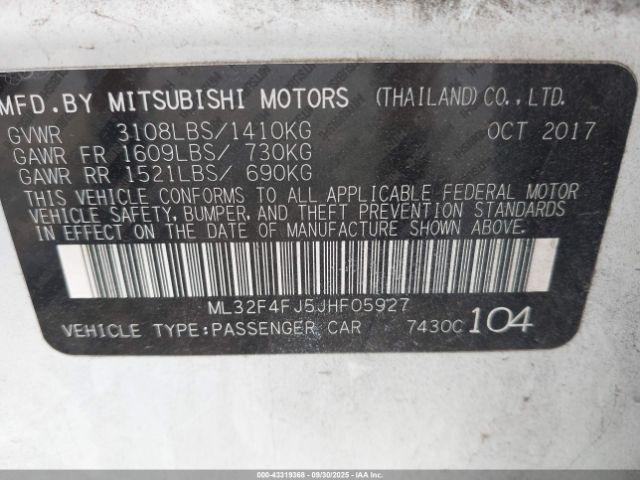 MFD. BY MITSUBISHI MOTORS (THAILAND) CO., LTD.
GVWR 3108LBS/1410KG OCT 2017
GAWR FR 1609LBS/ 730KG
GAWR RR 1521LBS/ 690KG
THIS VEHICLE CONFORMS TO ALL APPLICABLE FEDERAL MOTOR
VEHICLE SAFETY, BUMPER, AND THEFT PREVENTION STANDARDS
IN EFFECT ON THE DATE OF MANUFACTURE SHOWN ABOVE.
ML32F4FJ5JHF05927
VEHICLE TYPE:PASSENGER CAR 7430C 104
000-43319368 - 09/30/2025 - IAAI.com